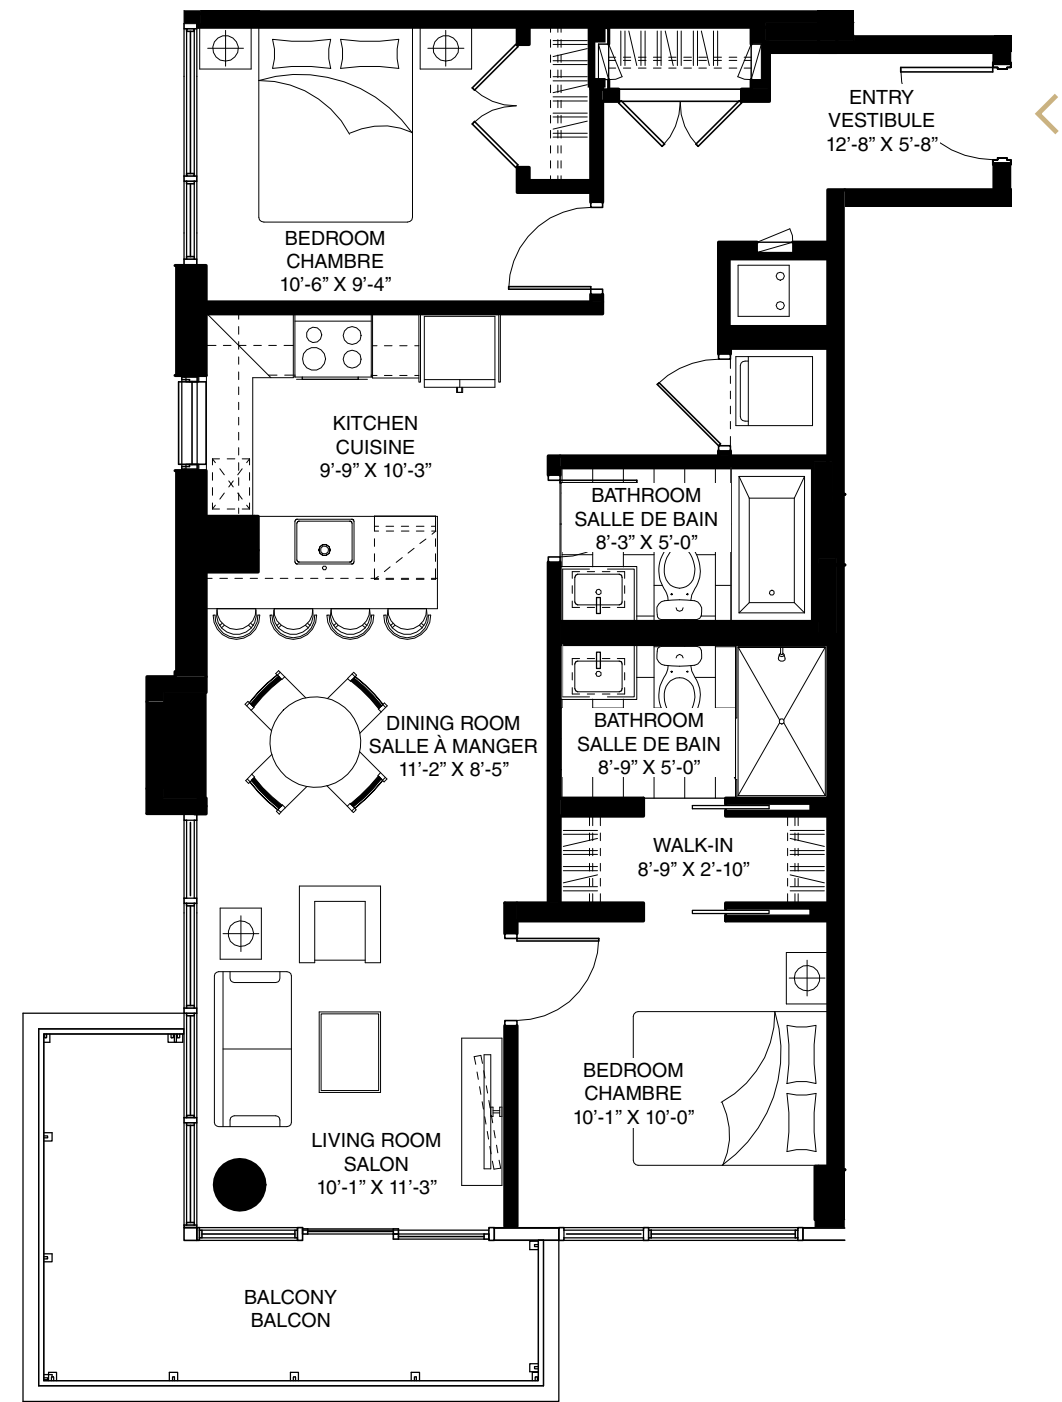 ENTRY
VESTIBULE
12'-8” X 5'-8”
BEDROOM
CHAMBRE
10'-6” X 9'-4”
KITCHEN
CUISINE
9'-9” X 10'-3”
BATHROOM
SALLE DE BAIN
8'-3” X 5'-0”
DINING ROOM
SALLE À MANGER
11'-2” X 8'-5”
BATHROOM
SALLE DE BAIN
8'-9” X 5'-0”
WALK-IN
8'-9” X 2'-10”
BEDROOM
CHAMBRE
10'-1” X 10'-0”
LIVING ROOM
SALON
10'-1” X 11'-3”
BALCONY
BALCON